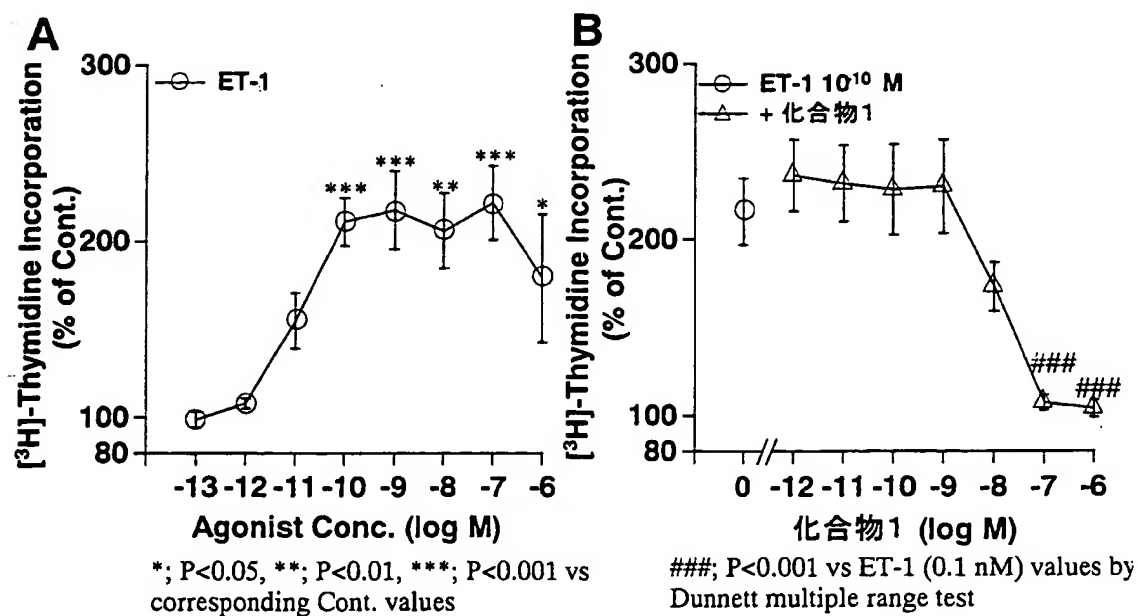 A
[³H]-Thymidine Incorporation
(% of Cont.)
300
200
100
80
ET-1
***
***
**
***
*
-13 -12 -11 -10 -9 -8 -7 -6
Agonist Conc. (log M)
*; P<0.05, **; P<0.01, ***; P<0.001 vs
corresponding Cont. values
B
[³H]-Thymidine Incorporation
(% of Cont.)
300
200
100
80
ET-1 10⁻¹⁰ M
+ 化合物1
###
###
0 -12 -11 -10 -9 -8 -7 -6
化合物1 (log M)
###; P<0.001 vs ET-1 (0.1 nM) values by
Dunnett multiple range test